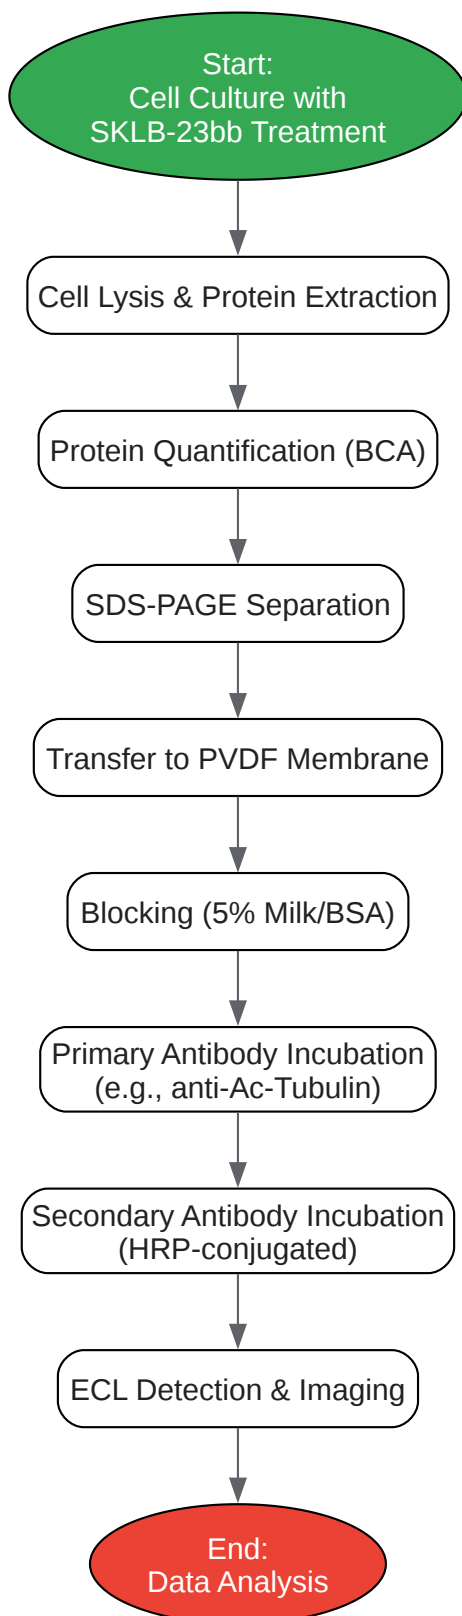 Start:
Cell Culture with
SKLB-23bb Treatment
Cell Lysis & Protein Extraction
Protein Quantification (BCA)
SDS-PAGE Separation
Transfer to PVDF Membrane
Blocking (5% Milk/BSA)
Primary Antibody Incubation
(e.g., anti-Ac-Tubulin)
Secondary Antibody Incubation
(HRP-conjugated)
ECL Detection & Imaging
End:
Data Analysis